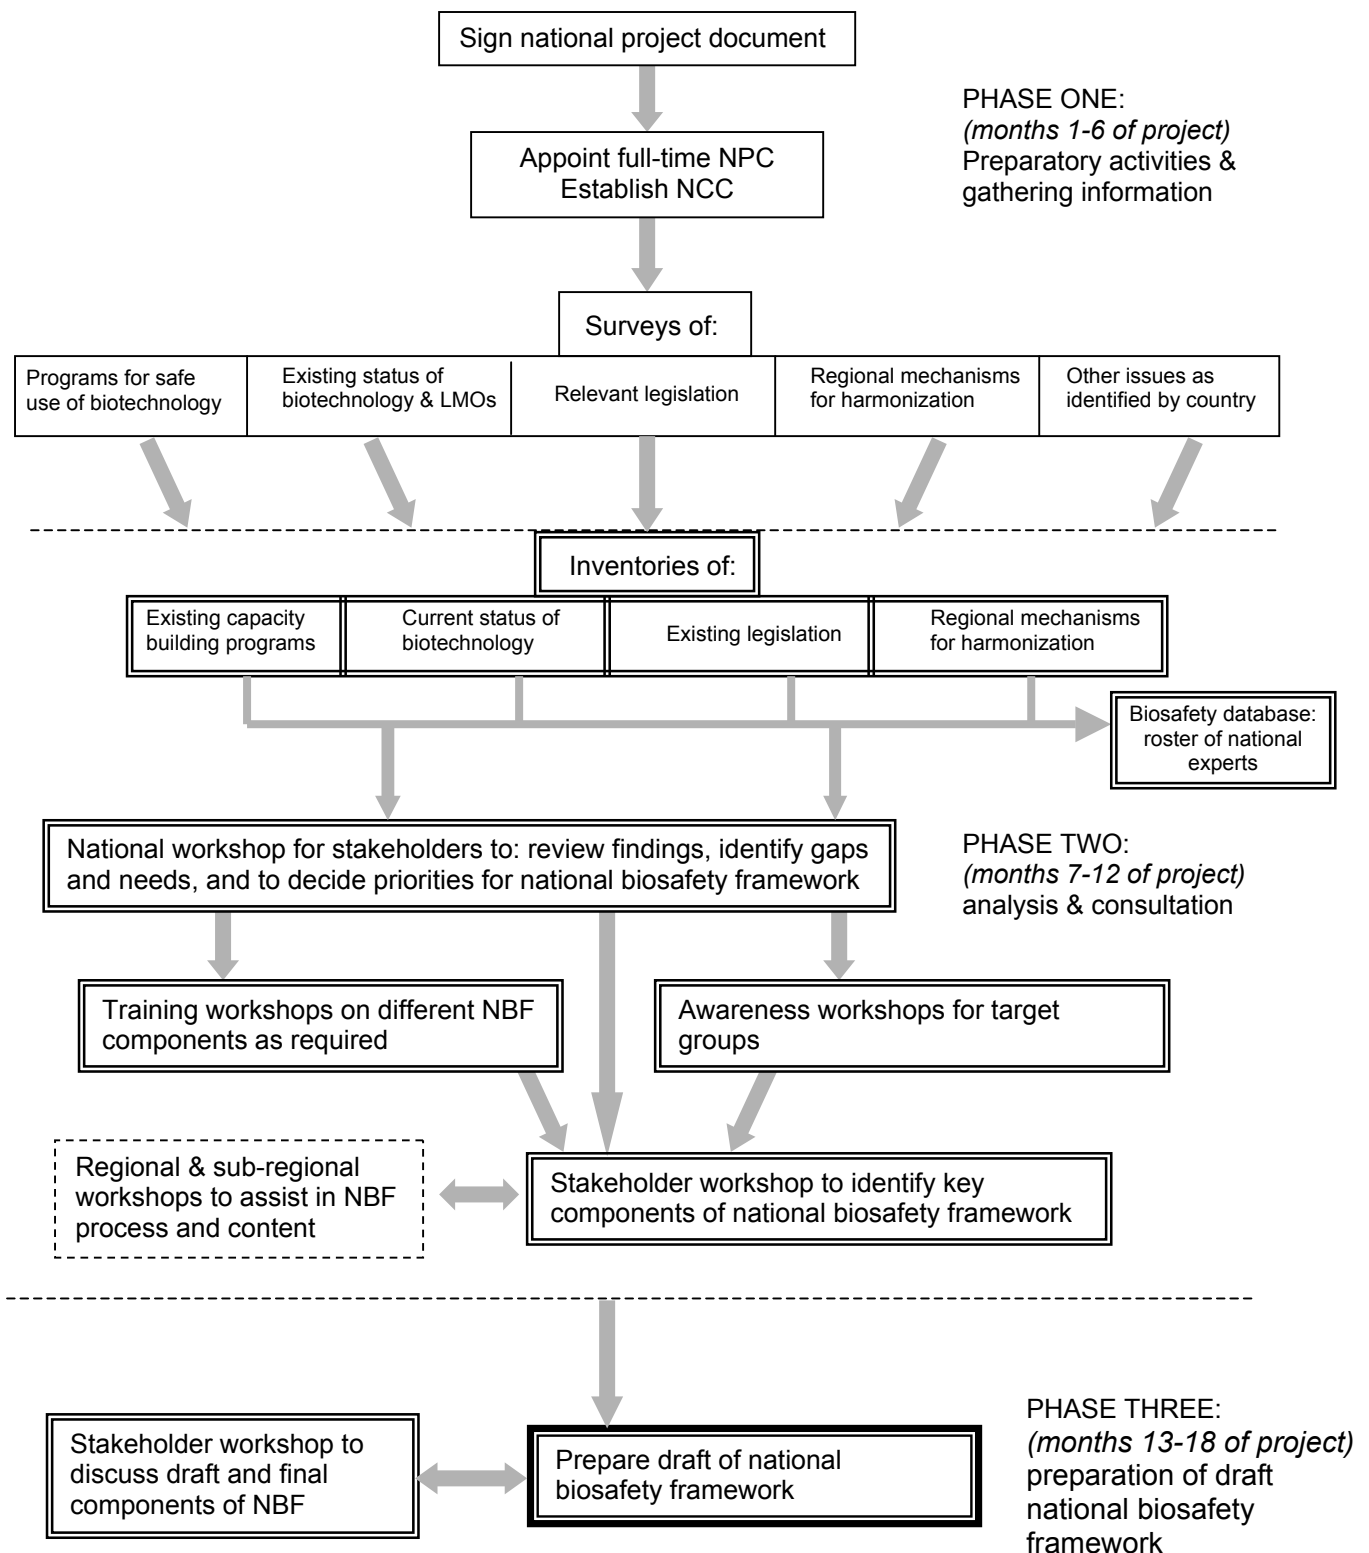 Sign national project document
PHASE ONE:
(months 1-6 of project)
Preparatory activities &
gathering information
Appoint full-time NPC
Establish NCC
Surveys of:
Programs for safe
use of biotechnology
Existing status of
biotechnology & LMOs
Relevant legislation
Regional mechanisms
for harmonization
Other issues as
identified by country
Inventories of:
Existing capacity
building programs
Current status of
biotechnology
Existing legislation
Regional mechanisms
for harmonization
Biosafety database:
roster of national
experts
National workshop for stakeholders to: review findings, identify gaps
and needs, and to decide priorities for national biosafety framework
PHASE TWO:
(months 7-12 of project)
analysis & consultation
Training workshops on different NBF
components as required
Awareness workshops for target
groups
Regional & sub-regional
workshops to assist in NBF
process and content
Stakeholder workshop to identify key
components of national biosafety framework
Stakeholder workshop to
discuss draft and final
components of NBF
Prepare draft of national
biosafety framework
PHASE THREE:
(months 13-18 of project)
preparation of draft
national biosafety
framework